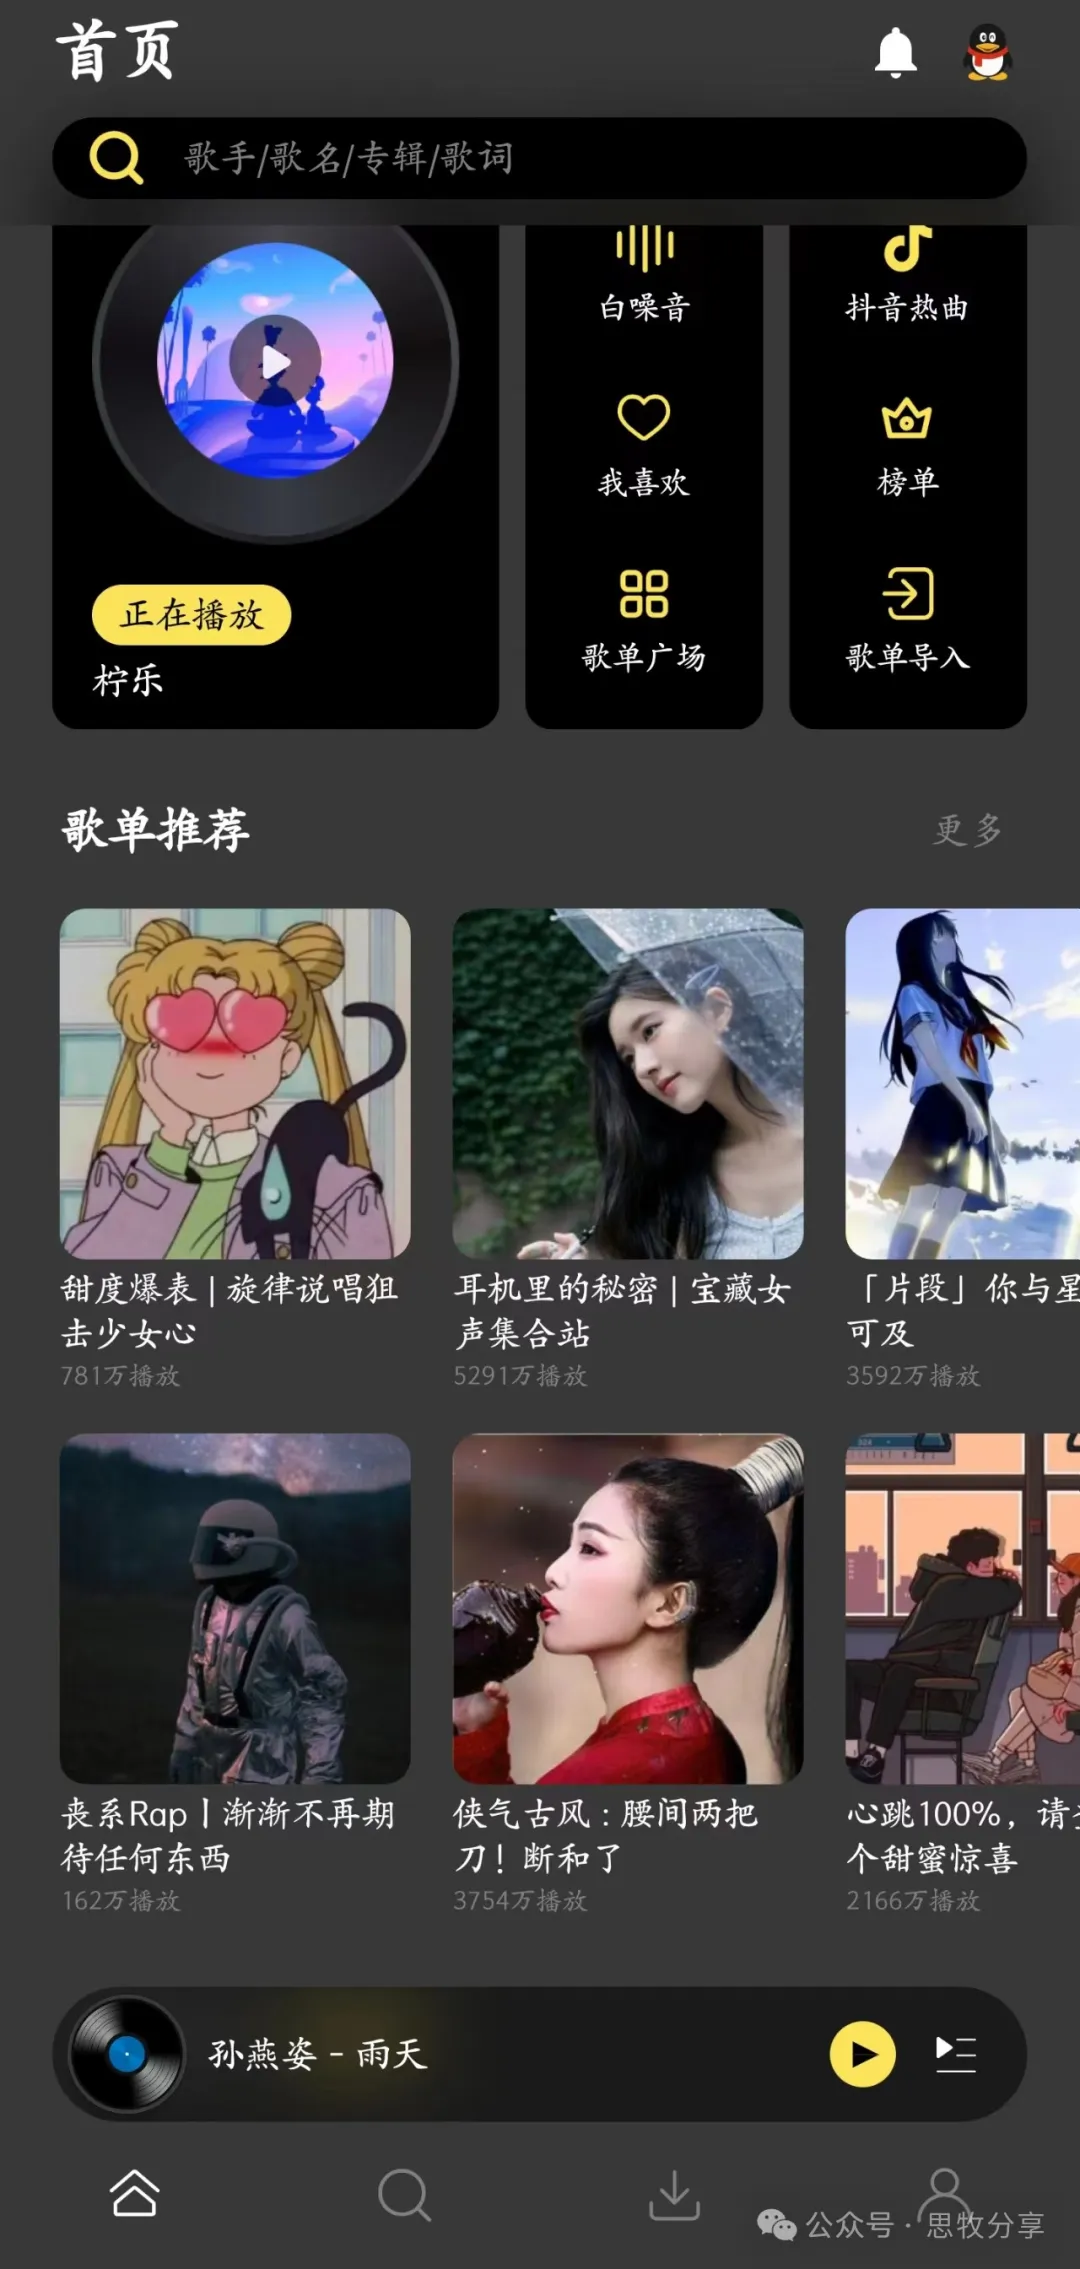 首页
歌手/歌名/专辑/歌词
白噪音
抖音热曲
我喜欢
榜单
正在播放
柠乐
歌单广场
歌单导入
歌单推荐
更多
甜度爆表 | 旋律说唱狙
击少女心
781万播放
耳机里的秘密 | 宝藏女
声集合站
5291万播放
「片段」你与星
可及
3592万播放
丧系Rap丨渐渐不再期
待任何东西
162万播放
侠气古风：腰间两把
刀！断和了
3754万播放
心跳100%，请
个甜蜜惊喜
2166万播放
孙燕姿 - 雨天
公众号 · 思牧分享